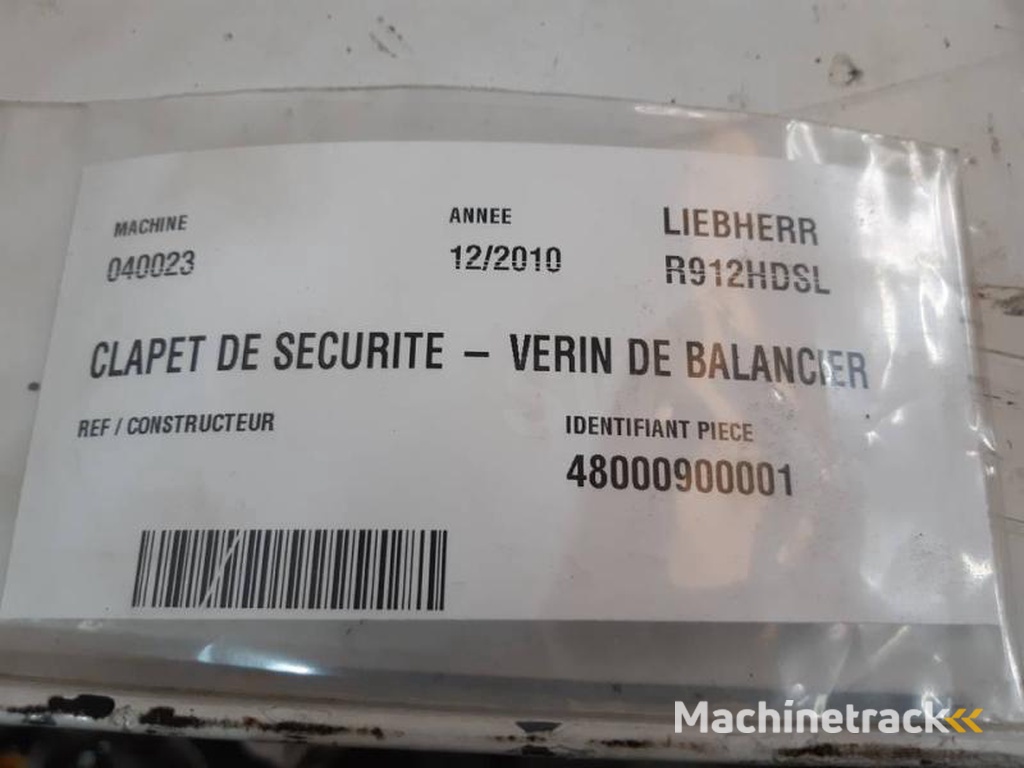 MACHINE ANNEE LIEBHERR
040023 12/2010 R912HDSL
CLAPET DE SECURITE – VERIN DE BALANCIER
REF / CONSTRUCTEUR IDENTIFIANT PIECE
48000900001
Machinetrack